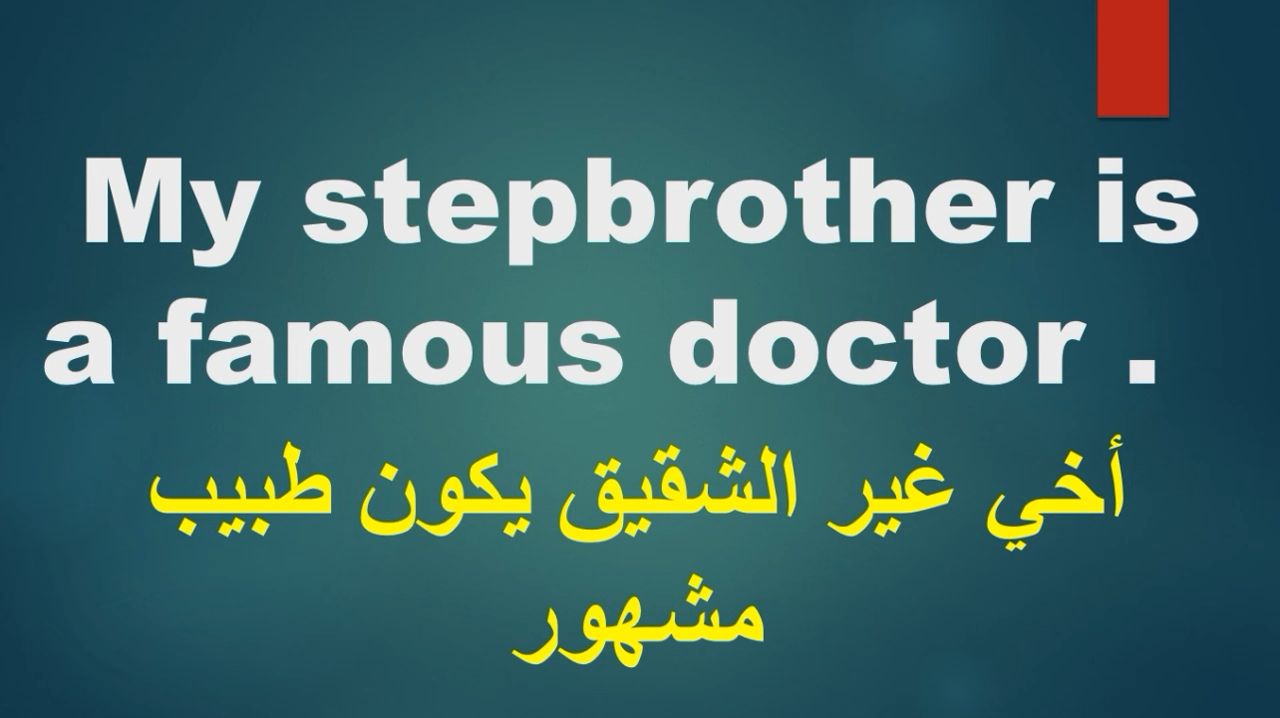 My stepbrother is
a famous doctor .
أخي غير الشقيق يكون طبيب
مشهور